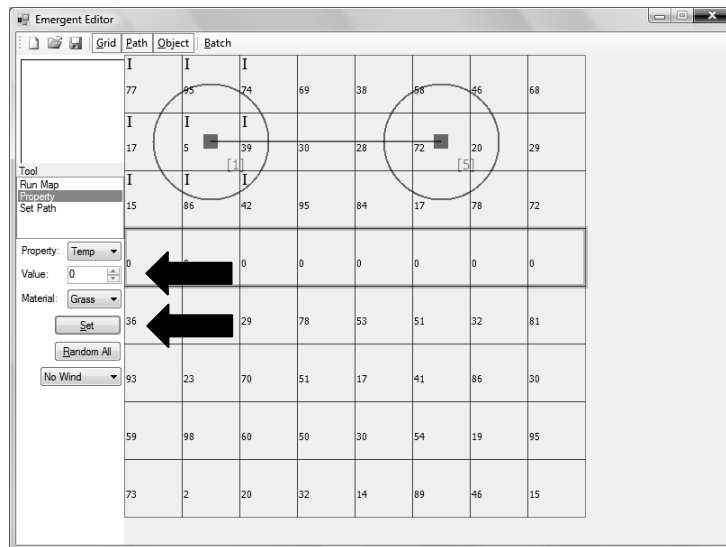 Emergent Editor
Grid Path Object Batch
I I I
77 95 74 69 38 58 46 68
I I I
17 5 39 30 28 72 20 29
[1] [5]
Tool
Run Map
Property
Set Path
I I I
15 86 42 95 84 17 78 72
Property: Temp
Value: 0
0 0 0 0 0 0 0
Material: Grass
Set
36 29 78 53 51 32 81
Random All
No Wind
93 23 70 51 17 41 86 30
59 98 60 50 30 54 19 95
73 2 20 32 14 89 46 15